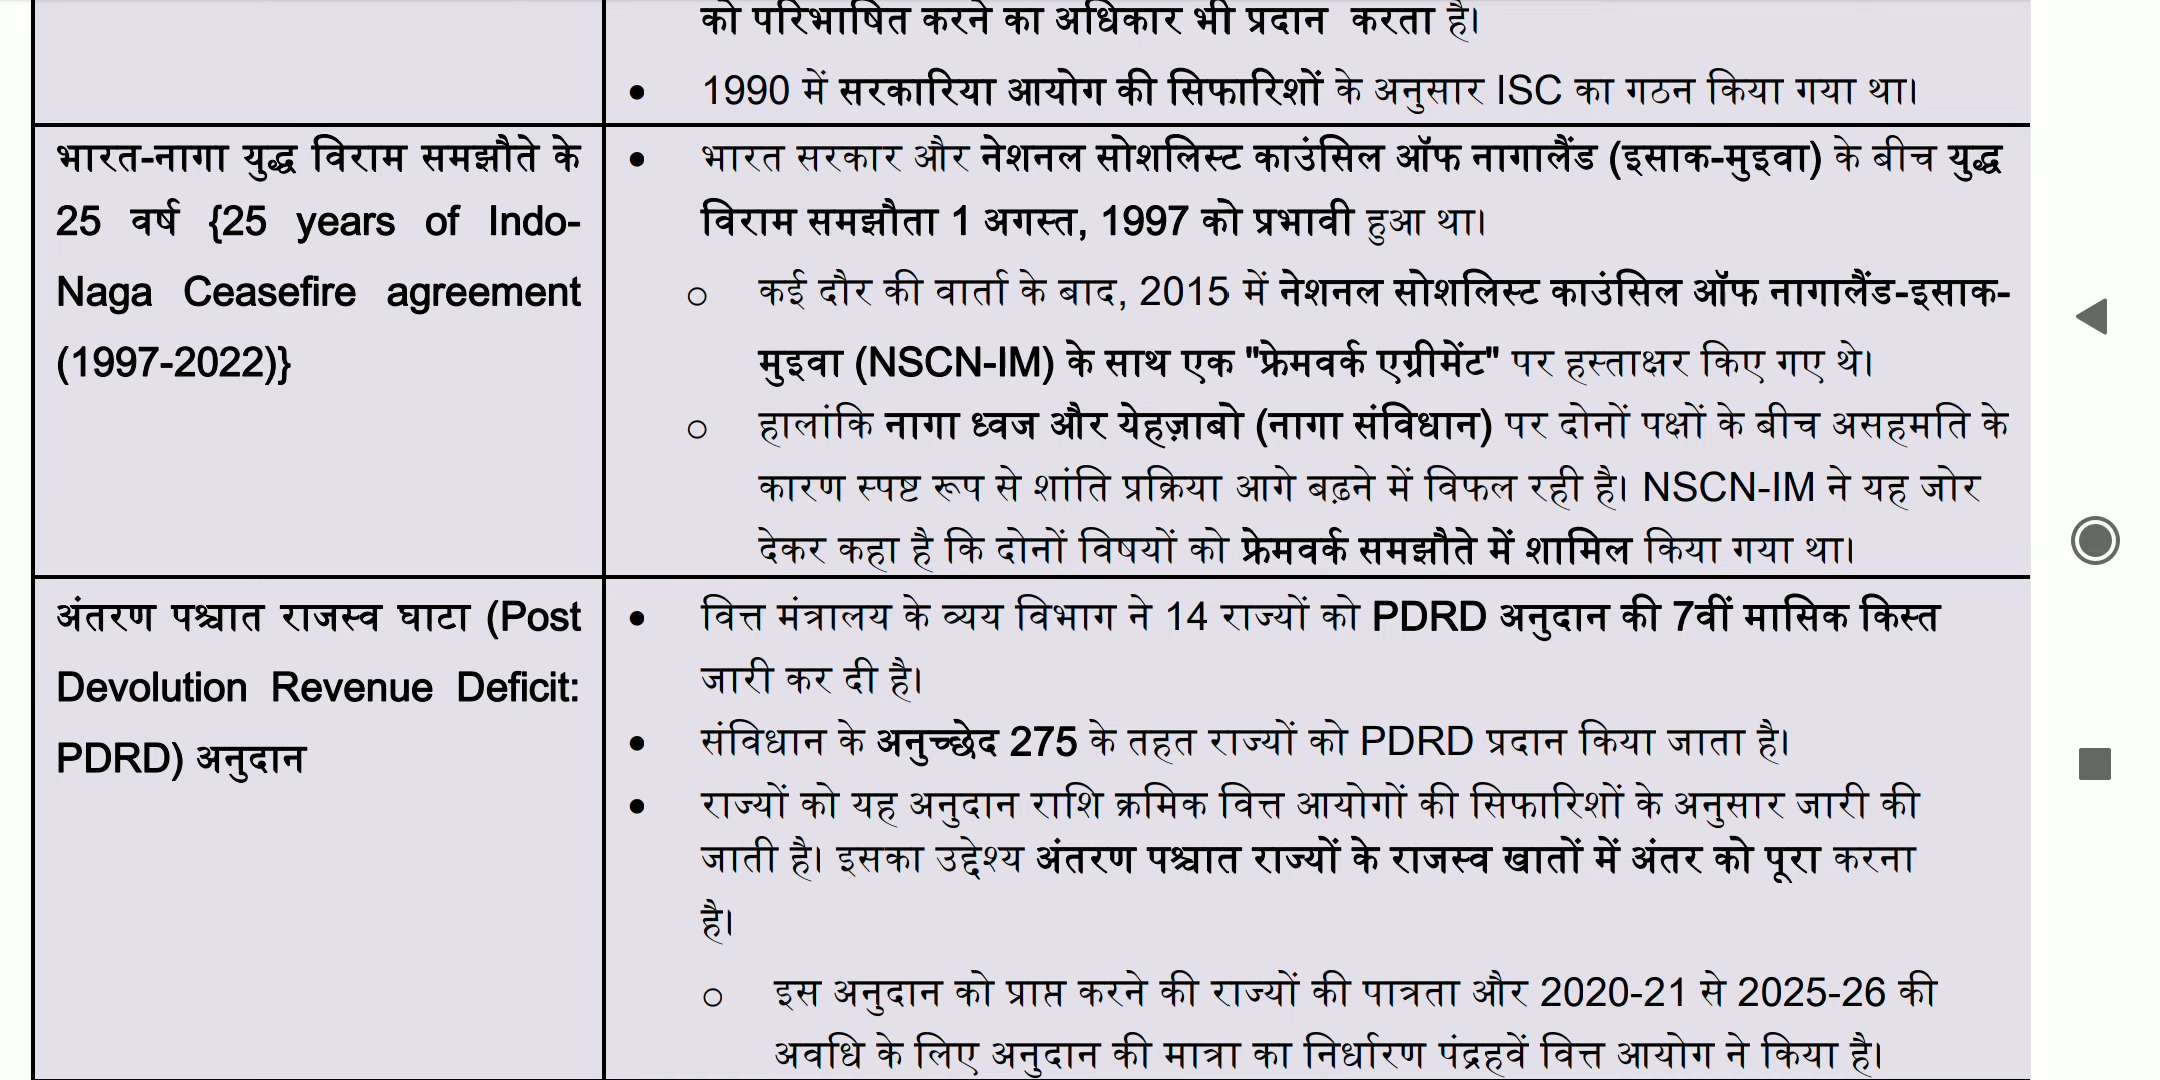 को परिभाषित करने का अधिकार भी प्रदान करता है।
● 1990 में सरकारिया आयोग की सिफारिशों के अनुसार ISC का गठन किया गया था।
भारत-नागा युद्ध विराम समझौते के
25 वर्ष {25 years of Indo-
Naga Ceasefire agreement
(1997-2022)}
● भारत सरकार और नेशनल सोशलिस्ट काउंसिल ऑफ नागालैंड (इसाक-मुइवा) के बीच युद्ध
विराम समझौता 1 अगस्त, 1997 को प्रभावी हुआ था।
○ कई दौर की वार्ता के बाद, 2015 में नेशनल सोशलिस्ट काउंसिल ऑफ नागालैंड-इसाक-
मुइवा (NSCN-IM) के साथ एक "फ्रेमवर्क एग्रीमेंट" पर हस्ताक्षर किए गए थे।
○ हालांकि नागा ध्वज और येहज़ाबो (नागा संविधान) पर दोनों पक्षों के बीच असहमति के
कारण स्पष्ट रूप से शांति प्रक्रिया आगे बढ़ने में विफल रही है। NSCN-IM ने यह जोर
देकर कहा है कि दोनों विषयों को फ्रेमवर्क समझौते में शामिल किया गया था।
अंतरण पश्चात राजस्व घाटा (Post
Devolution Revenue Deficit:
PDRD) अनुदान
● वित्त मंत्रालय के व्यय विभाग ने 14 राज्यों को PDRD अनुदान की 7वीं मासिक किस्त
जारी कर दी है।
● संविधान के अनुच्छेद 275 के तहत राज्यों को PDRD प्रदान किया जाता है।
● राज्यों को यह अनुदान राशि क्रमिक वित्त आयोगों की सिफारिशों के अनुसार जारी की
जाती है। इसका उद्देश्य अंतरण पश्चात राज्यों के राजस्व खातों में अंतर को पूरा करना
है।
○ इस अनुदान को प्राप्त करने की राज्यों की पात्रता और 2020-21 से 2025-26 की
अवधि के लिए अनुदान की मात्रा का निर्धारण पंद्रहवें वित्त आयोग ने किया है।